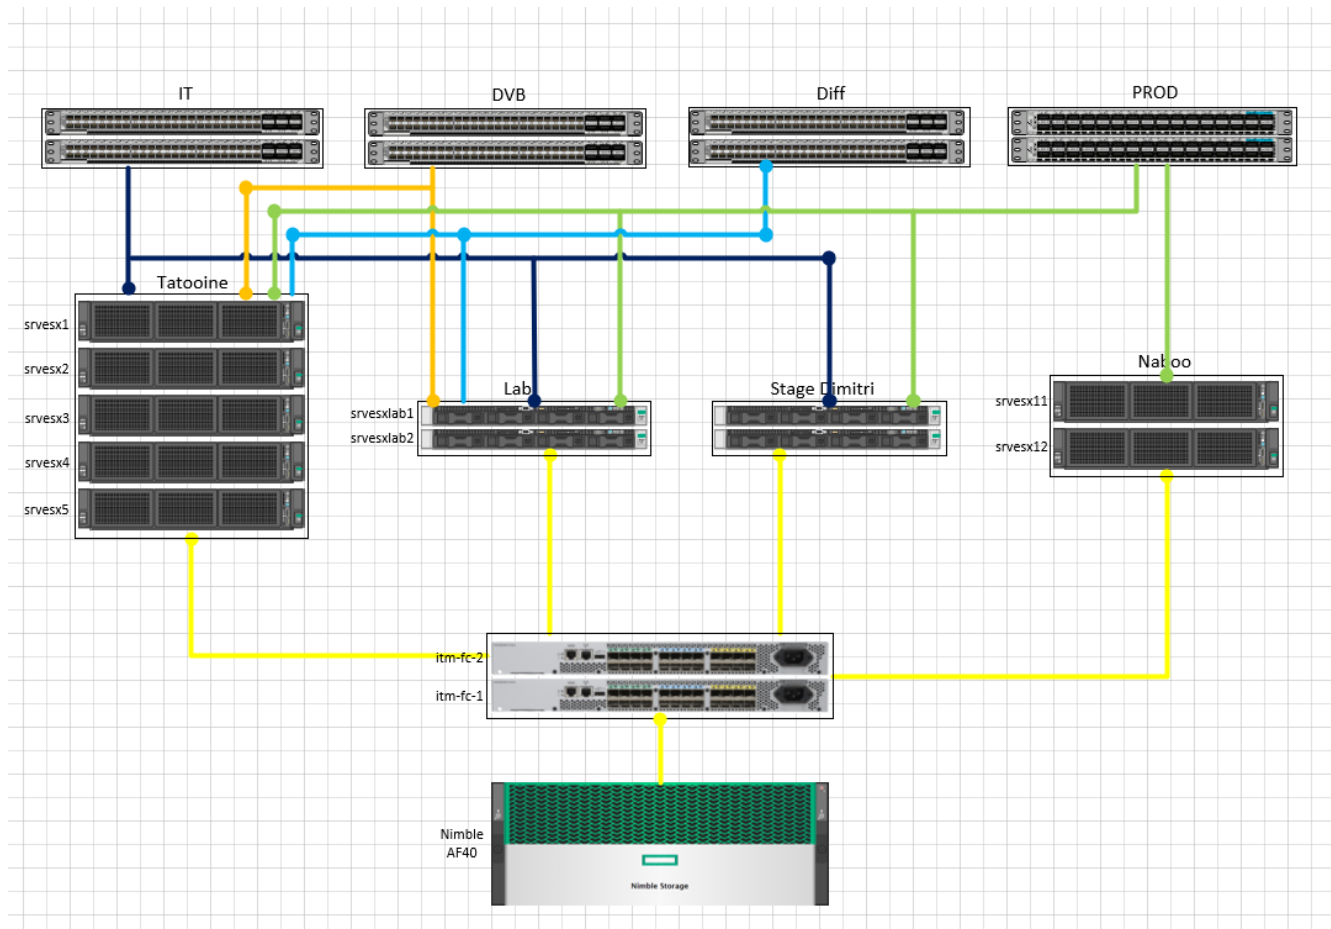 IT
DVB
Diff
PROD
Tatooine
srvesx1
srvesx2
srvesx3
srvesx4
srvesx5
Lab
srvesxlab1
srvesxlab2
Stage Dimitri
Naboo
srvesx11
srvesx12
itm-fc-2
itm-fc-1
Nimble
AF40
Nimble Storage